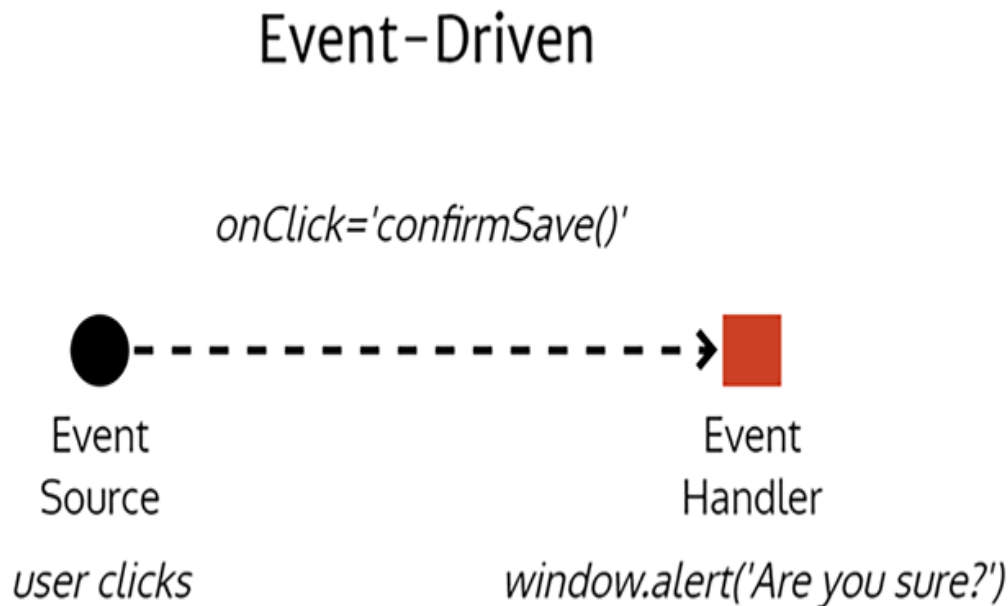 Event-Driven
onClick='confirmSave()'
Event
Source
user clicks
Event
Handler
window.alert('Are you sure?')